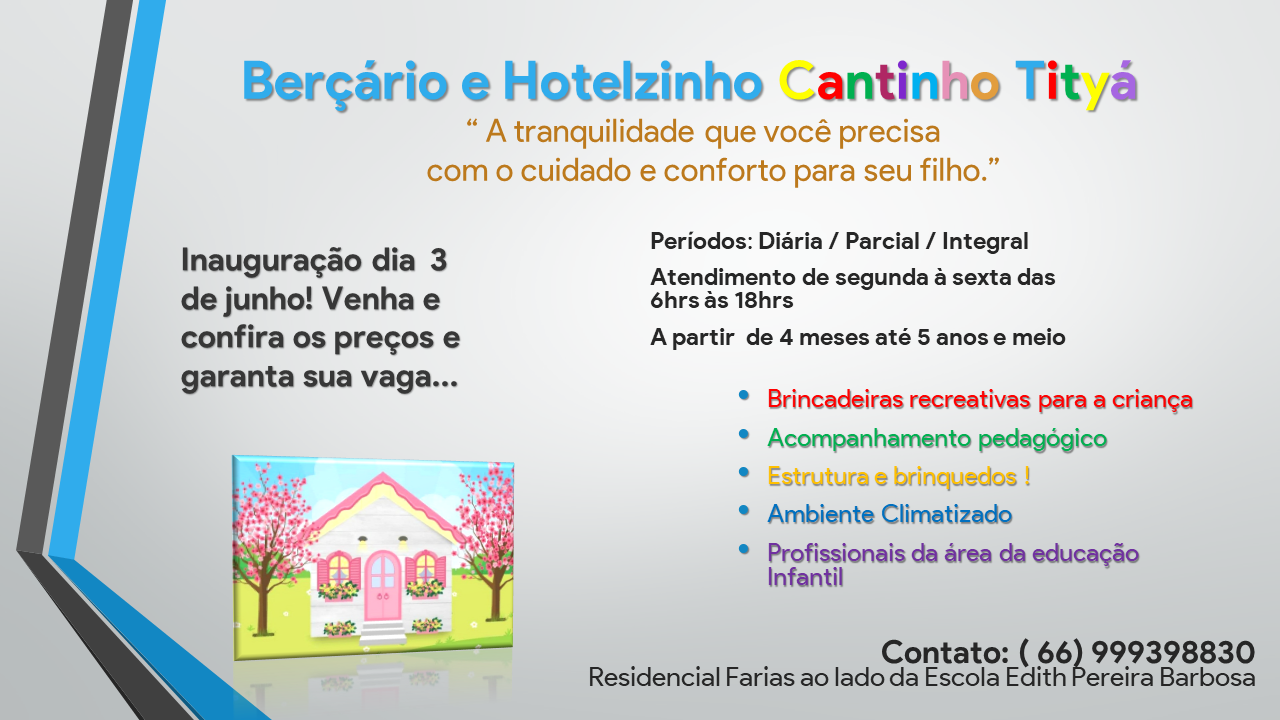 Berçário e Hotelzinho Cantinho Tityá
“ A tranquilidade que você precisa
com o cuidado e conforto para seu filho.”
Inauguração dia 3
de junho! Venha e
confira os preços e
garanta sua vaga...
Períodos: Diária / Parcial / Integral
Atendimento de segunda à sexta das
6hrs às 18hrs
A partir de 4 meses até 5 anos e meio
• Brincadeiras recreativas para a criança
• Acompanhamento pedagógico
• Estrutura e brinquedos !
• Ambiente Climatizado
• Profissionais da área da educação
Infantil
Contato: ( 66) 999398830
Residencial Farias ao lado da Escola Edith Pereira Barbosa